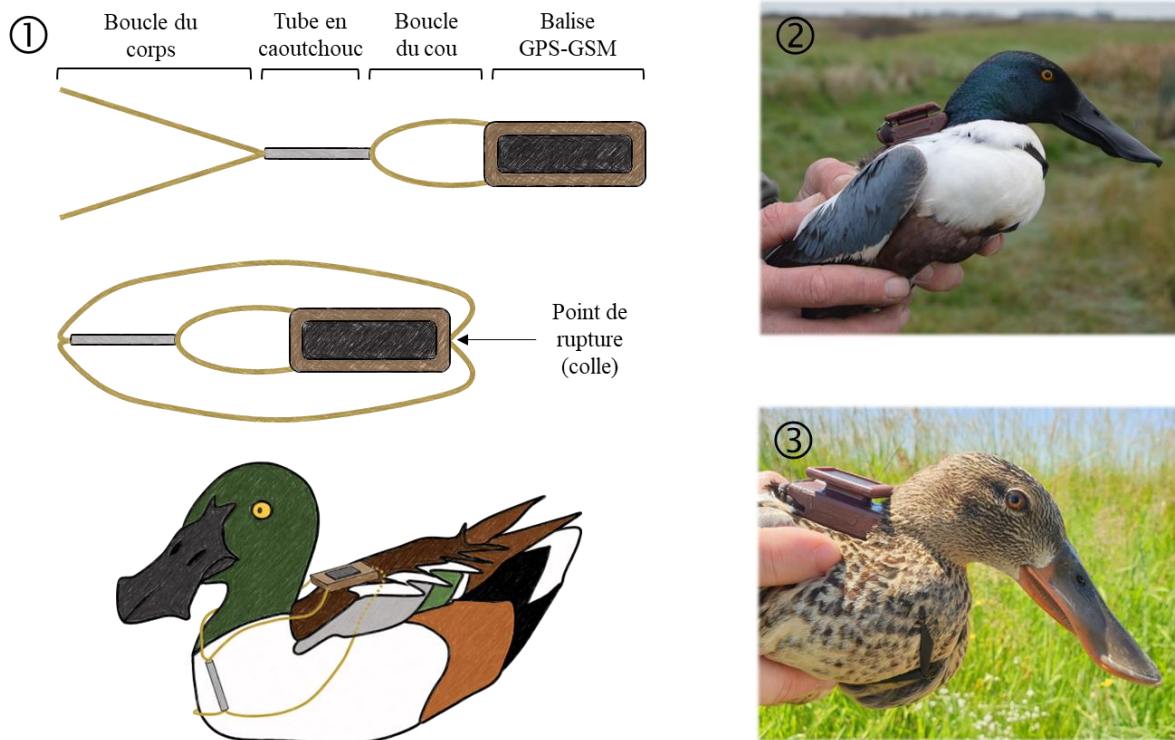 ①
Boucle du
corps
Tube en
caoutchouc
Boucle
du cou
Balise
GPS-GSM
Point de
rupture
(colle)
②
③